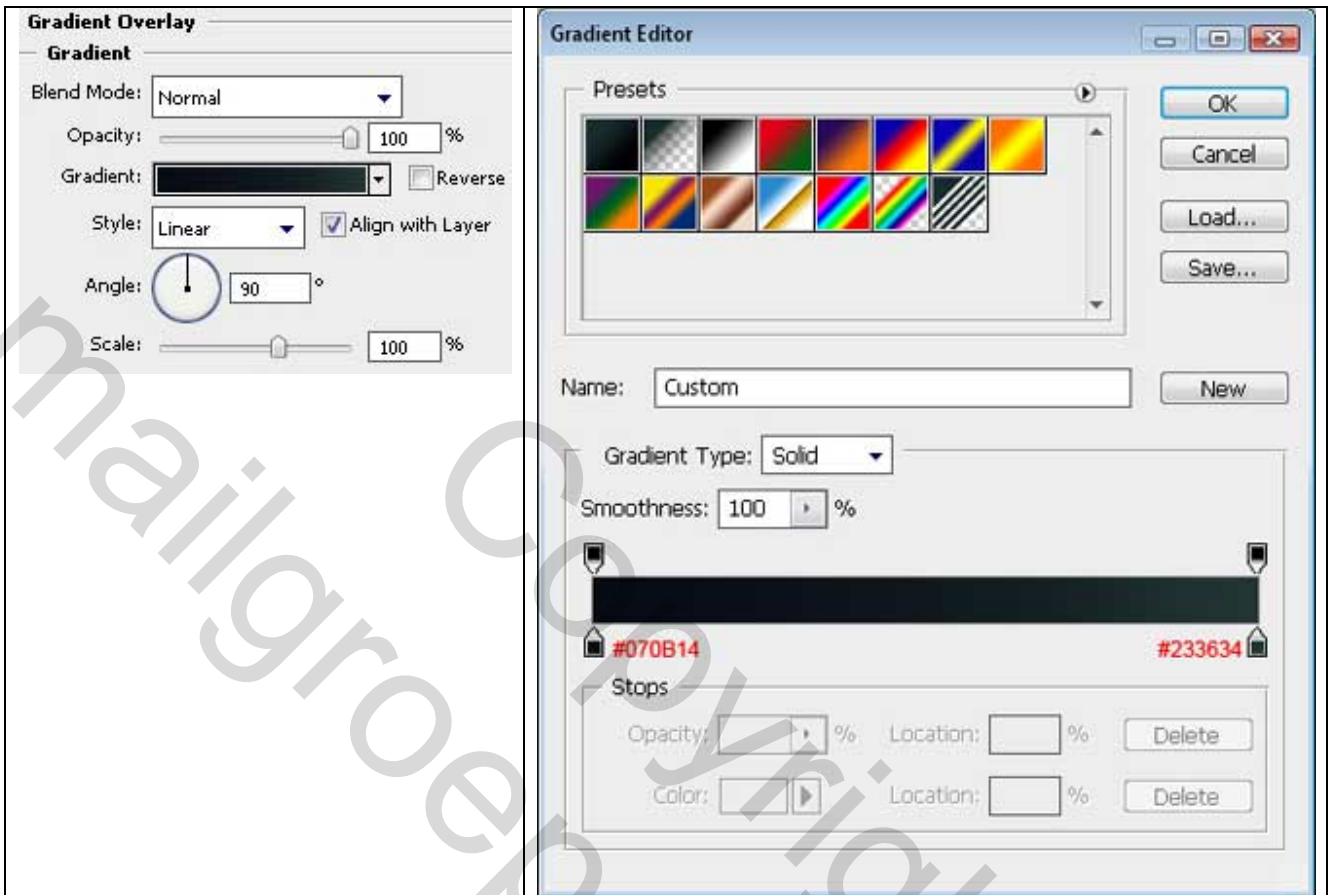 Gradient Overlay
Gradient
Blend Mode: Normal
Opacity: 100 %
Gradient: Reverse
Style: Linear Align with Layer
Angle: 90 °
Scale: 100 %
Gradient Editor
Presets
OK
Cancel
Load...
Save...
Name: Custom New
Gradient Type: Solid
Smoothness: 100 %
#070B14 #233634
Stops
Opacity: % Location: % Delete
Color: Location: % Delete
mailgroep
Copyrigh